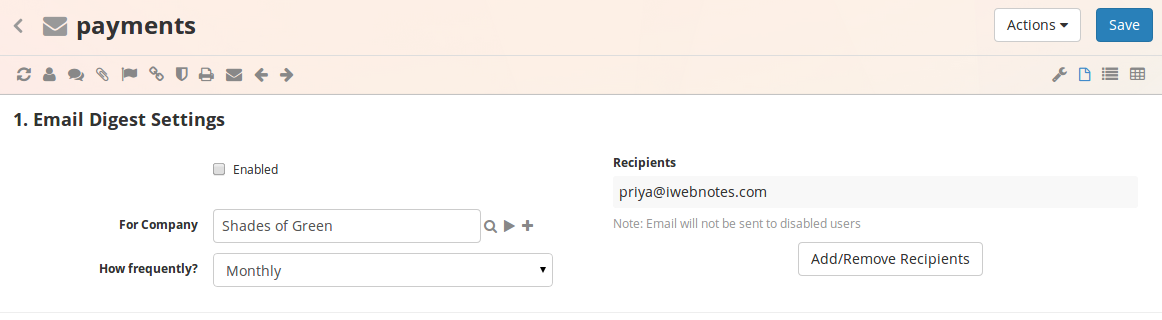 payments
Actions
Save
1. Email Digest Settings
Enabled
For Company
Shades of Green
How frequently?
Monthly
Recipients
priya@iwebnotes.com
Note: Email will not be sent to disabled users
Add/Remove Recipients